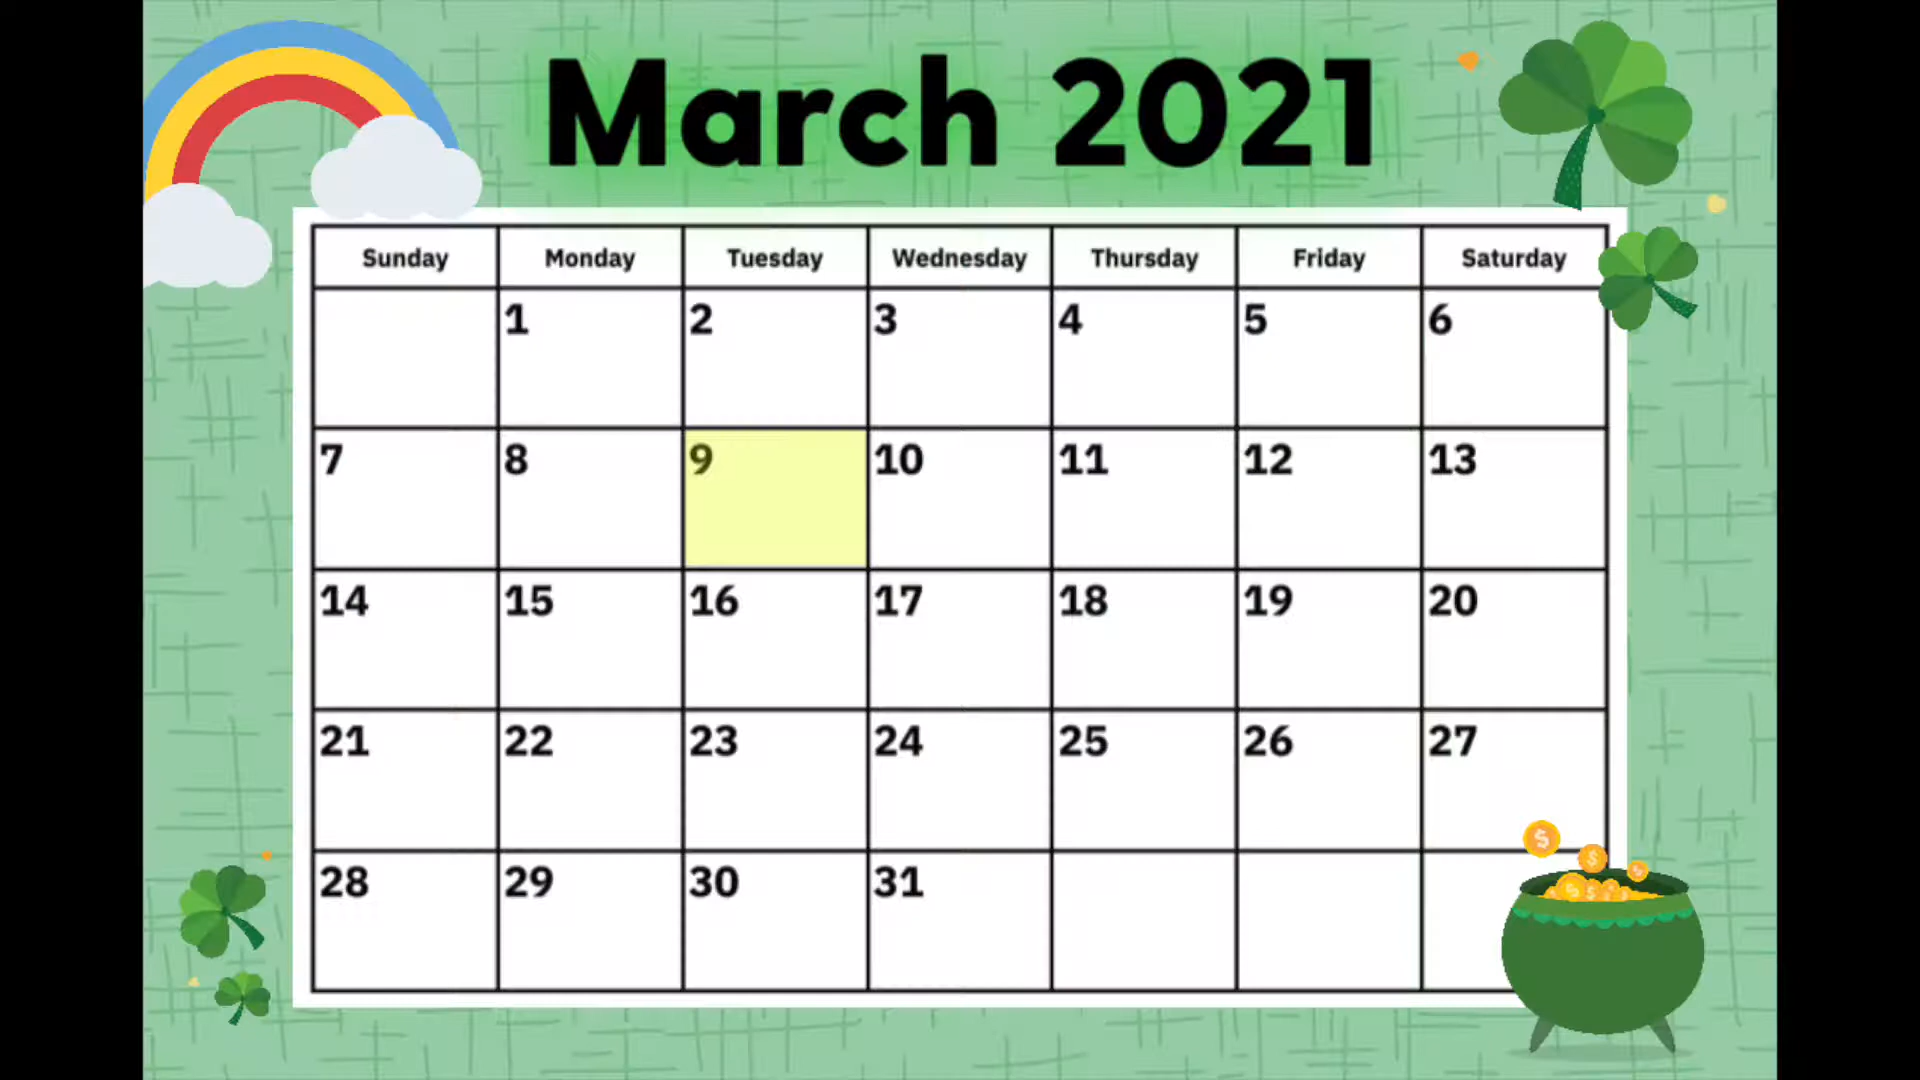 March 2021
Sunday Monday Tuesday Wednesday Thursday Friday Saturday
1 2 3 4 5 6
7 8 9 10 11 12 13
14 15 16 17 18 19 20
21 22 23 24 25 26 27
28 29 30 31
$ $ $
$ $ $ $